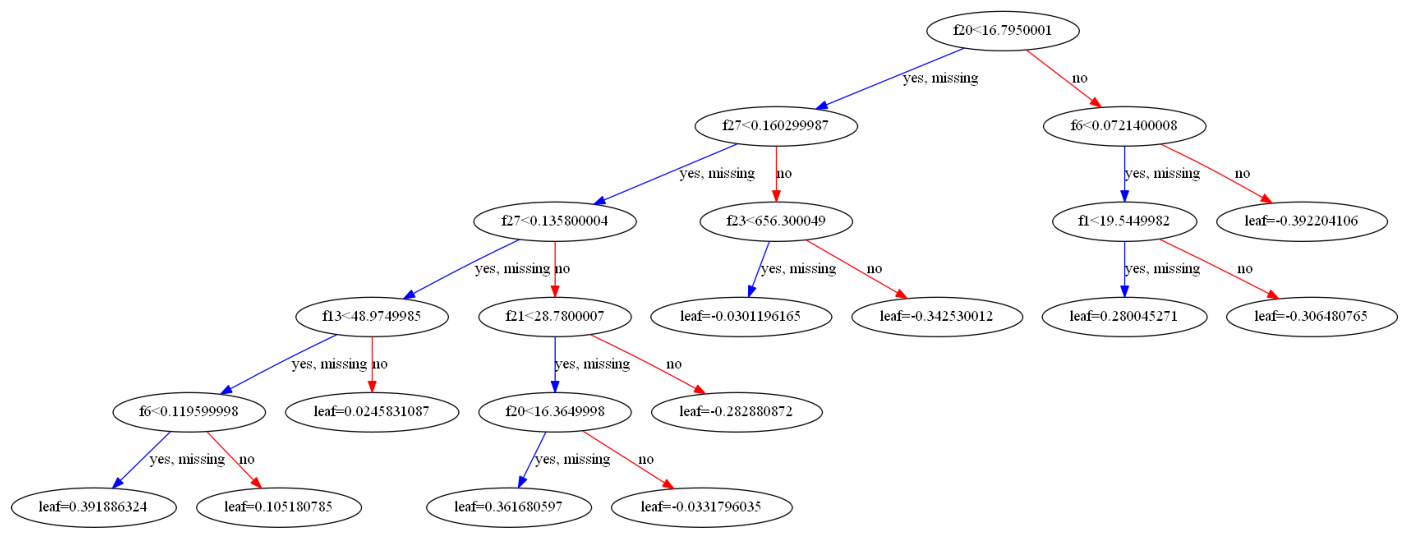 f20<16.7950001
yes, missing
no
f27<0.160299987
f6<0.0721400008
yes, missing
no
yes, missing
no
f27<0.135800004
f23<656.300049
f1<19.5449982
leaf=-0.392204106
yes, missing
no
yes, missing
no
yes, missing
no
f13<48.9749985
f21<28.7800007
leaf=-0.0301196165
leaf=-0.342530012
leaf=0.280045271
leaf=-0.306480765
yes, missing
no
yes, missing
no
f6<0.119599998
leaf=0.0245831087
f20<16.3649998
leaf=-0.282880872
yes, missing
no
yes, missing
no
leaf=0.391886324
leaf=0.105180785
leaf=0.361680597
leaf=-0.0331796035